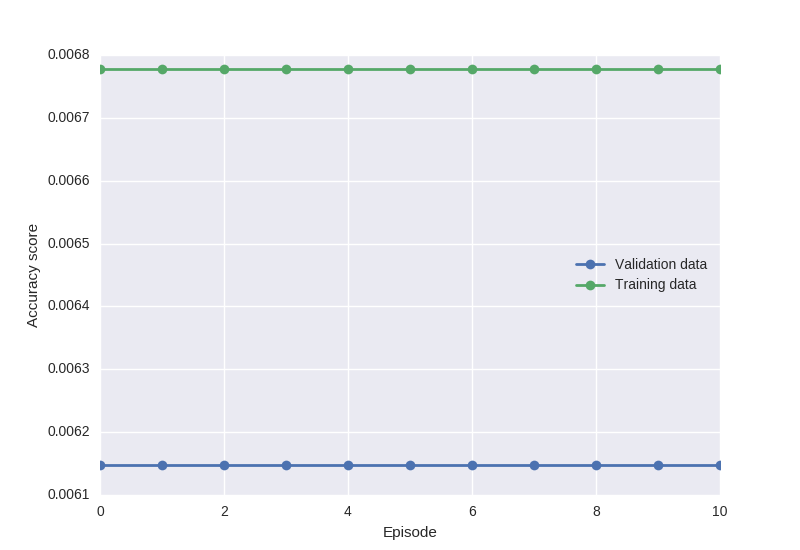 0.0068
0.0067
0.0066
0.0065
0.0064
0.0063
0.0062
0.0061
Accuracy score
Validation data
Training data
0 2 4 6 8 10
Episode